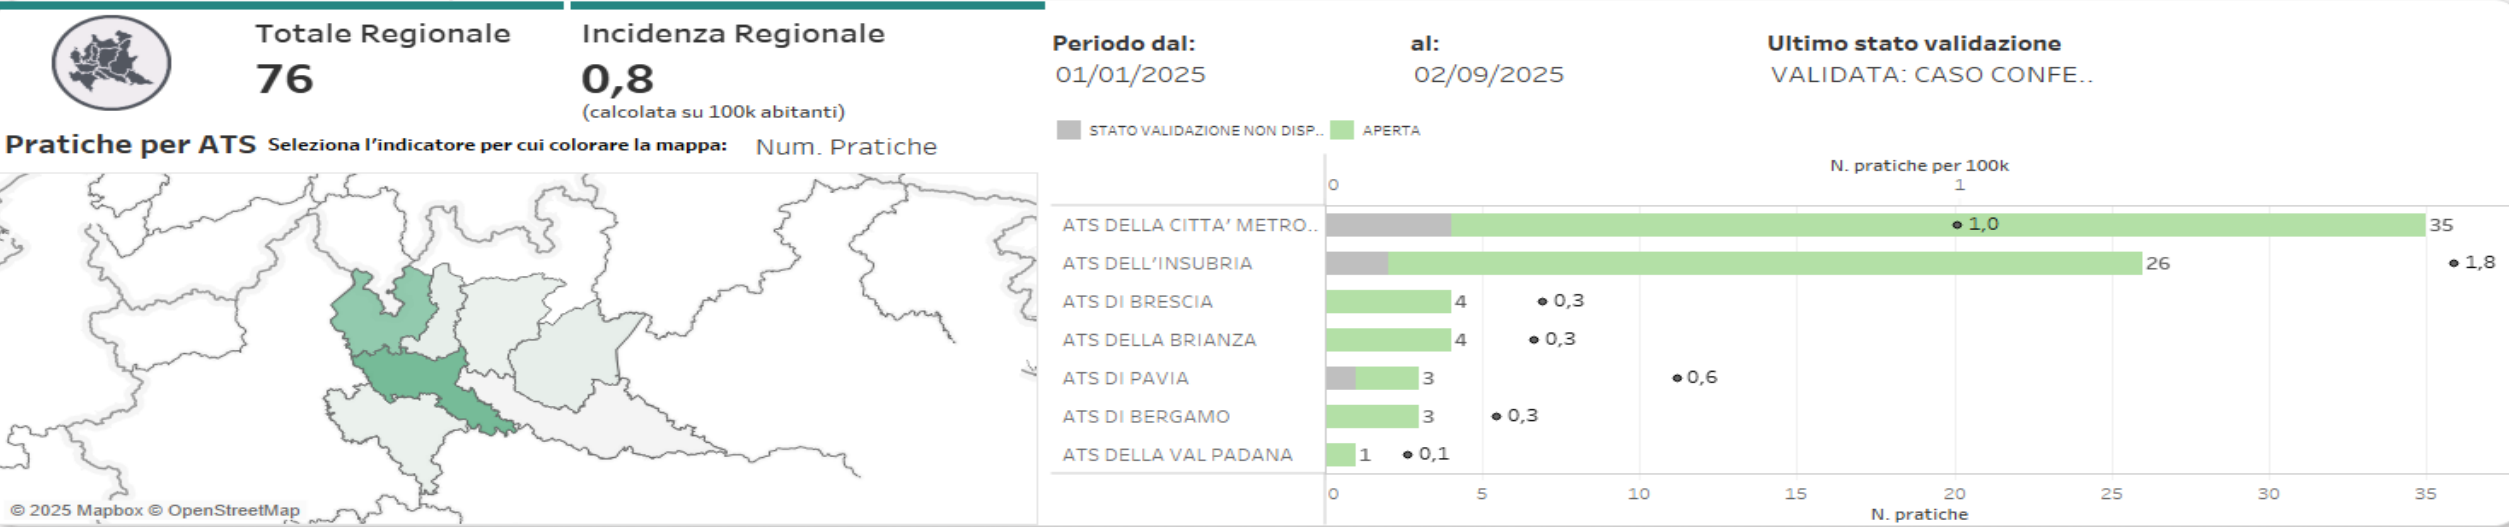 Totale Regionale
76
Incidenza Regionale
0,8
(calcolata su 100k abitanti)
Periodo dal:
01/01/2025
al:
02/09/2025
Ultimo stato validazione
VALIDATA: CASO CONFE..
Pratiche per ATS Seleziona l'indicatore per cui colorare la mappa: Num. Pratiche
© 2025 Mapbox © OpenStreetMap
STATO VALIDAZIONE NON DISP.. APERTA
N. pratiche per 100k
0 1
ATS DELLA CITTA' METRO.. 1,0 35
ATS DELL'INSUBRIA 26 1,8
ATS DI BRESCIA 4 0,3
ATS DELLA BRIANZA 4 0,3
ATS DI PAVIA 3 0,6
ATS DI BERGAMO 3 0,3
ATS DELLA VAL PADANA 1 0,1
0 5 10 15 20 25 30 35
N. pratiche